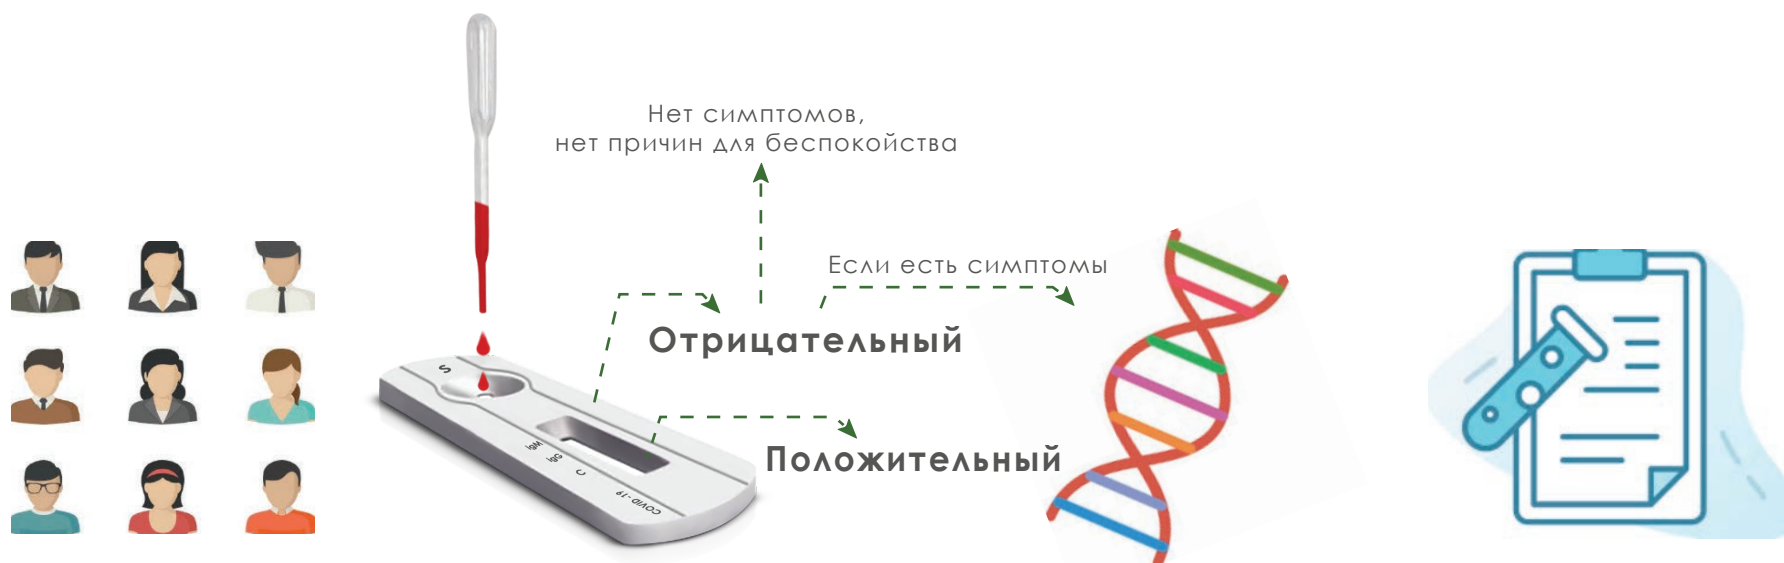 Нет симптомов,
нет причин для беспокойства
Если есть симптомы
Отрицательный
Положительный
S
IgM
IgG
C
COVID-19